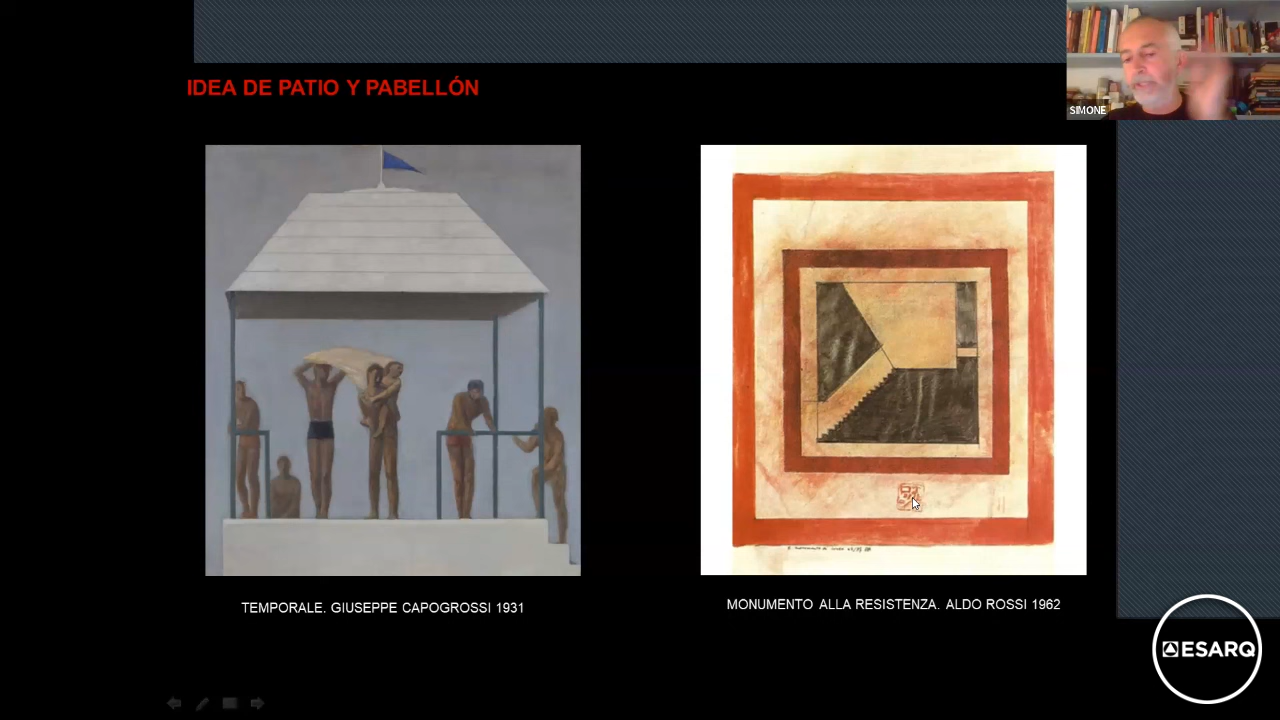 IDEA DE PATIO Y PABELLÓN
SIMONE
TEMPORALE. GIUSEPPE CAPOGROSSI 1931
MONUMENTO ALLA RESISTENZA. ALDO ROSSI 1962
ESARQ